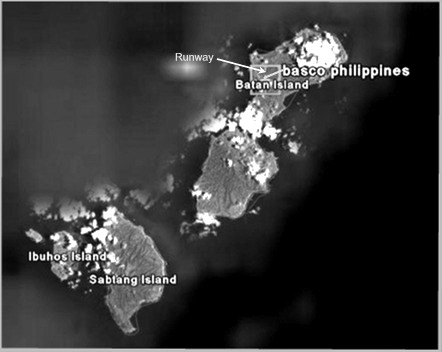 Runway
basco philippines
Batan Island
Ibuhos Island
Sabtang Island